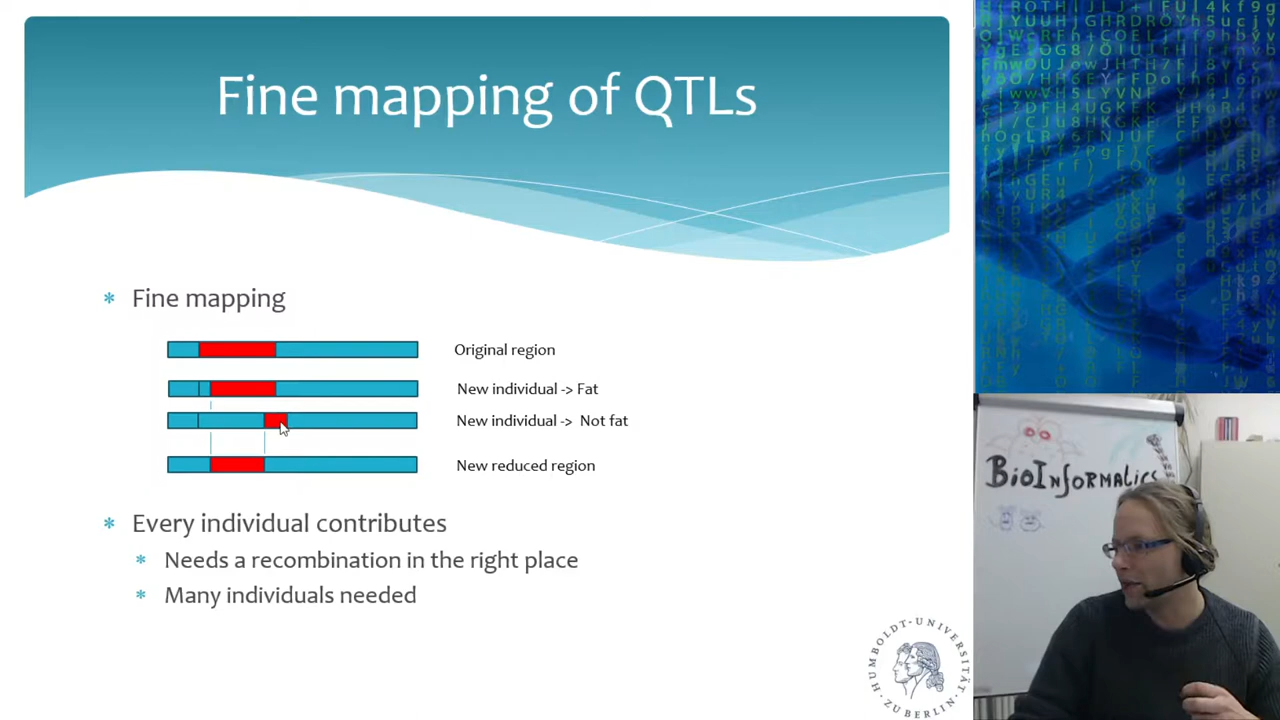 Fine mapping of QTLs
* Fine mapping
Original region
New individual -> Fat
New individual -> Not fat
New reduced region
* Every individual contributes
* Needs a recombination in the right place
* Many individuals needed
HUMBOLDT-UNIVERSITÄT
ZU BERLIN
BIOINFORMATICS